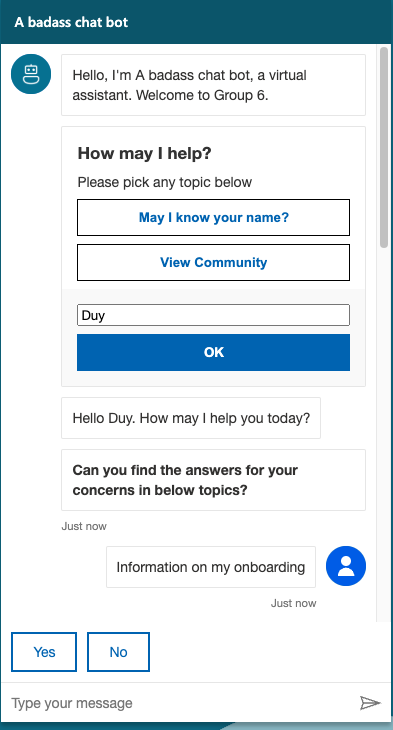 A badass chat bot
Hello, I'm A badass chat bot, a virtual
assistant. Welcome to Group 6.
How may I help?
Please pick any topic below
May I know your name?
View Community
Duy
OK
Hello Duy. How may I help you today?
Can you find the answers for your
concerns in below topics?
Just now
Information on my onboarding
Just now
Yes
No
Type your message